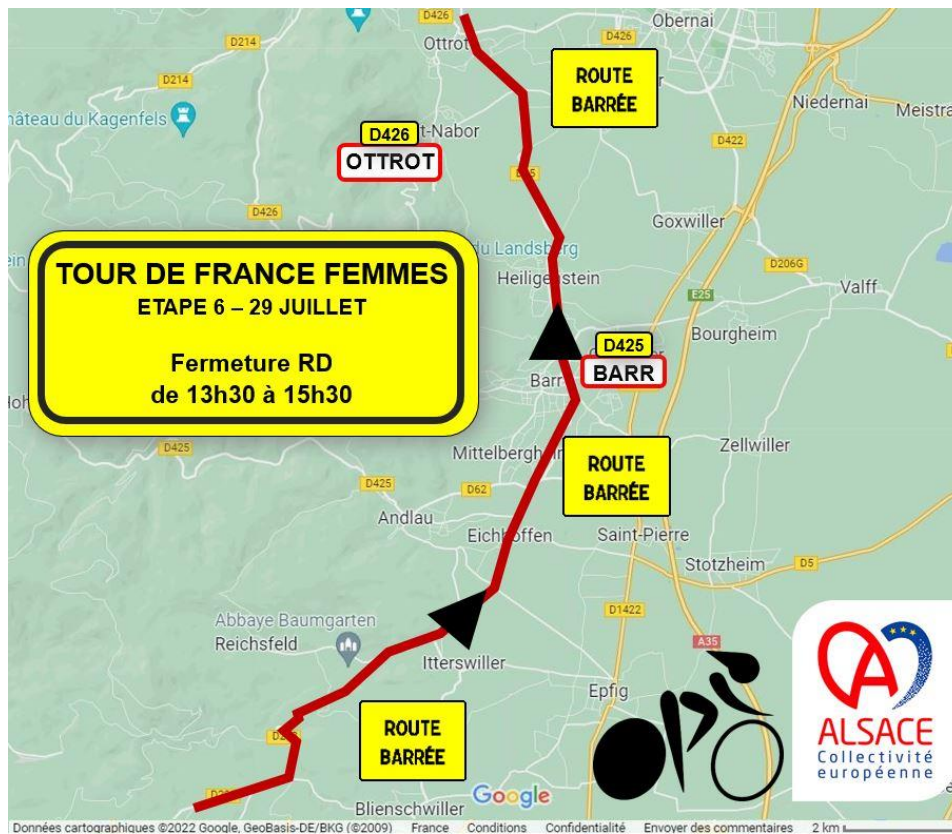 D426
Obernai
D214
D426
Ottrot
ROUTE
BARRÉE
D214
Niedernai
Château du Kagenfels
D422
D426
OTTROT
D426
Goxwiller
TOUR DE FRANCE FEMMES
ETAPE 6 – 29 JUILLET
Fermeture RD
de 13h30 à 15h30
du Landsberg
Heiligenstein
D206G
Valff
E25
Bourgheim
D425
BARR
Barr
D425
Zellwiller
ROUTE
BARRÉE
D425
D62
Andlau
Eichhoffen
Saint-Pierre
Stotzheim
D5
D1422
A35
Abbaye Baumgarten
Reichsfeld
Itterswiller
Epfig
ROUTE
BARRÉE
ALSACE
Collectivité
européenne
Google
Blienschwiller
Données cartographiques ©2022 Google, GeoBasis-DE/BKG (©2009) France Conditions Confidentialité Envoyer des commentaires 2 km